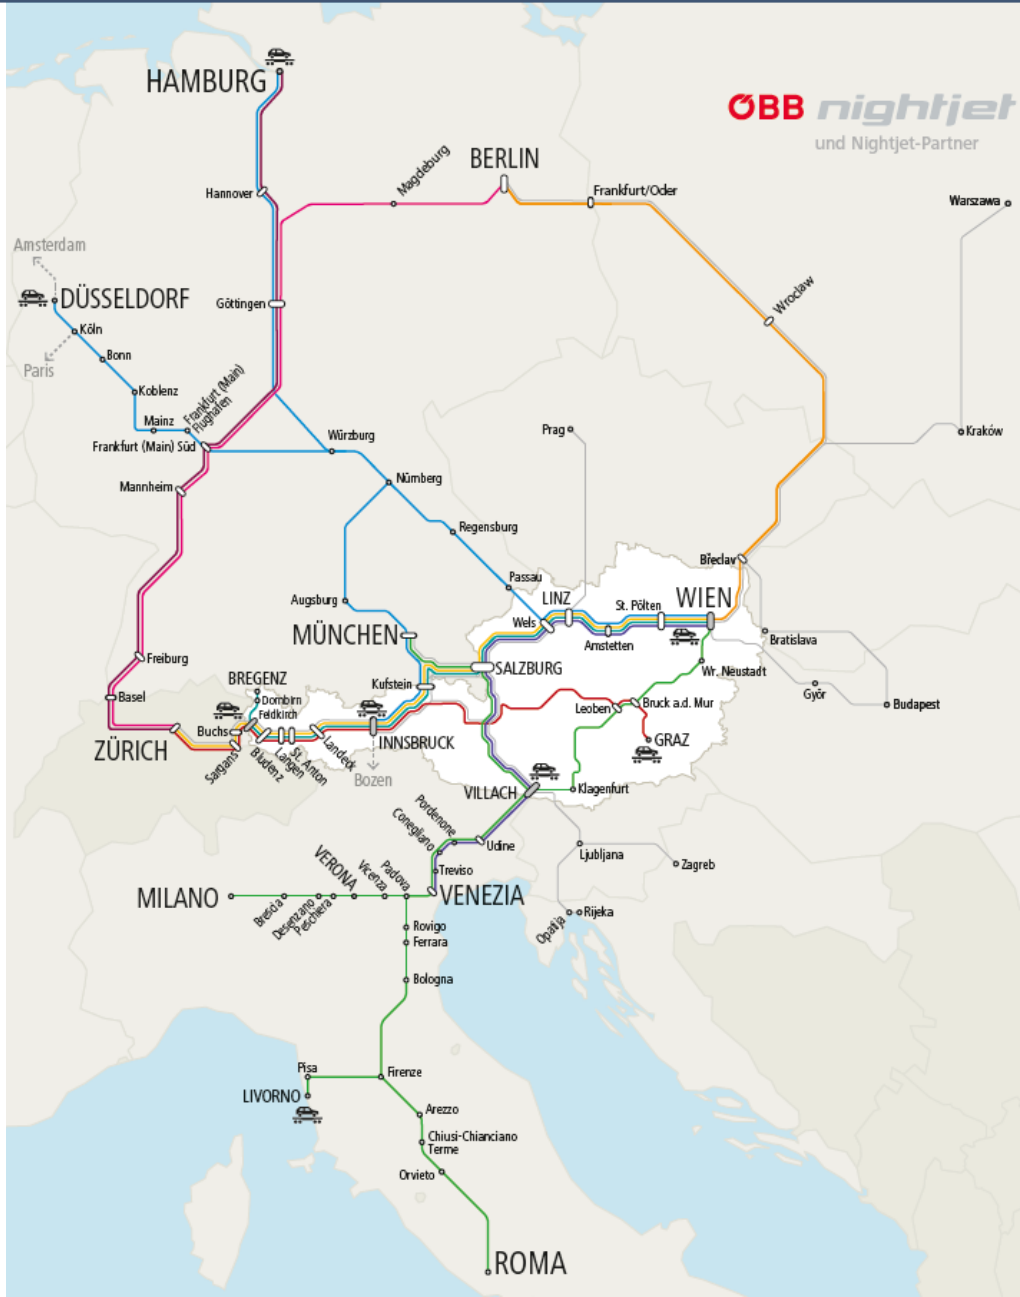 HAMBURG
ÖBB nightjet
und Nightjet-Partner
BERLIN
Magdeburg
Frankfurt/Oder
Hannover
Warszawa
Amsterdam
DÜSSELDORF
Göttingen
Wroclaw
Köln
Bonn
Paris
Koblenz
Mainz
Frankfurt (Main)
Flughafen
Frankfurt (Main) Süd
Würzburg
Prag
Kraków
Mannheim
Nürnberg
Regensburg
Břeclav
Passau
Augsburg
LINZ
St. Pölten
WIEN
Wels
MÜNCHEN
Amstetten
Bratislava
Freiburg
SALZBURG
Wr. Neustadt
BREGENZ
Kufstein
Györ
Basel
Dornbirn
Feldkirch
Leoben
Bruck a.d. Mur
Budapest
Buchs
ZÜRICH
Sargans
Bludenz
Langen
St. Anton
Landeck
INNSBRUCK
GRAZ
Bozen
VILLACH
Klagenfurt
Pordenone
Conegliano
Udine
Ljubljana
Zagreb
Treviso
VERONA
Vicenza
Padova
MILANO
VENEZIA
Brescia
Desenzano
Peschiera
Opatija
Rijeka
Rovigo
Ferrara
Bologna
Pisa
Firenze
LIVORNO
Arezzo
Chiusi-Chianciano
Terme
Orvieto
ROMA